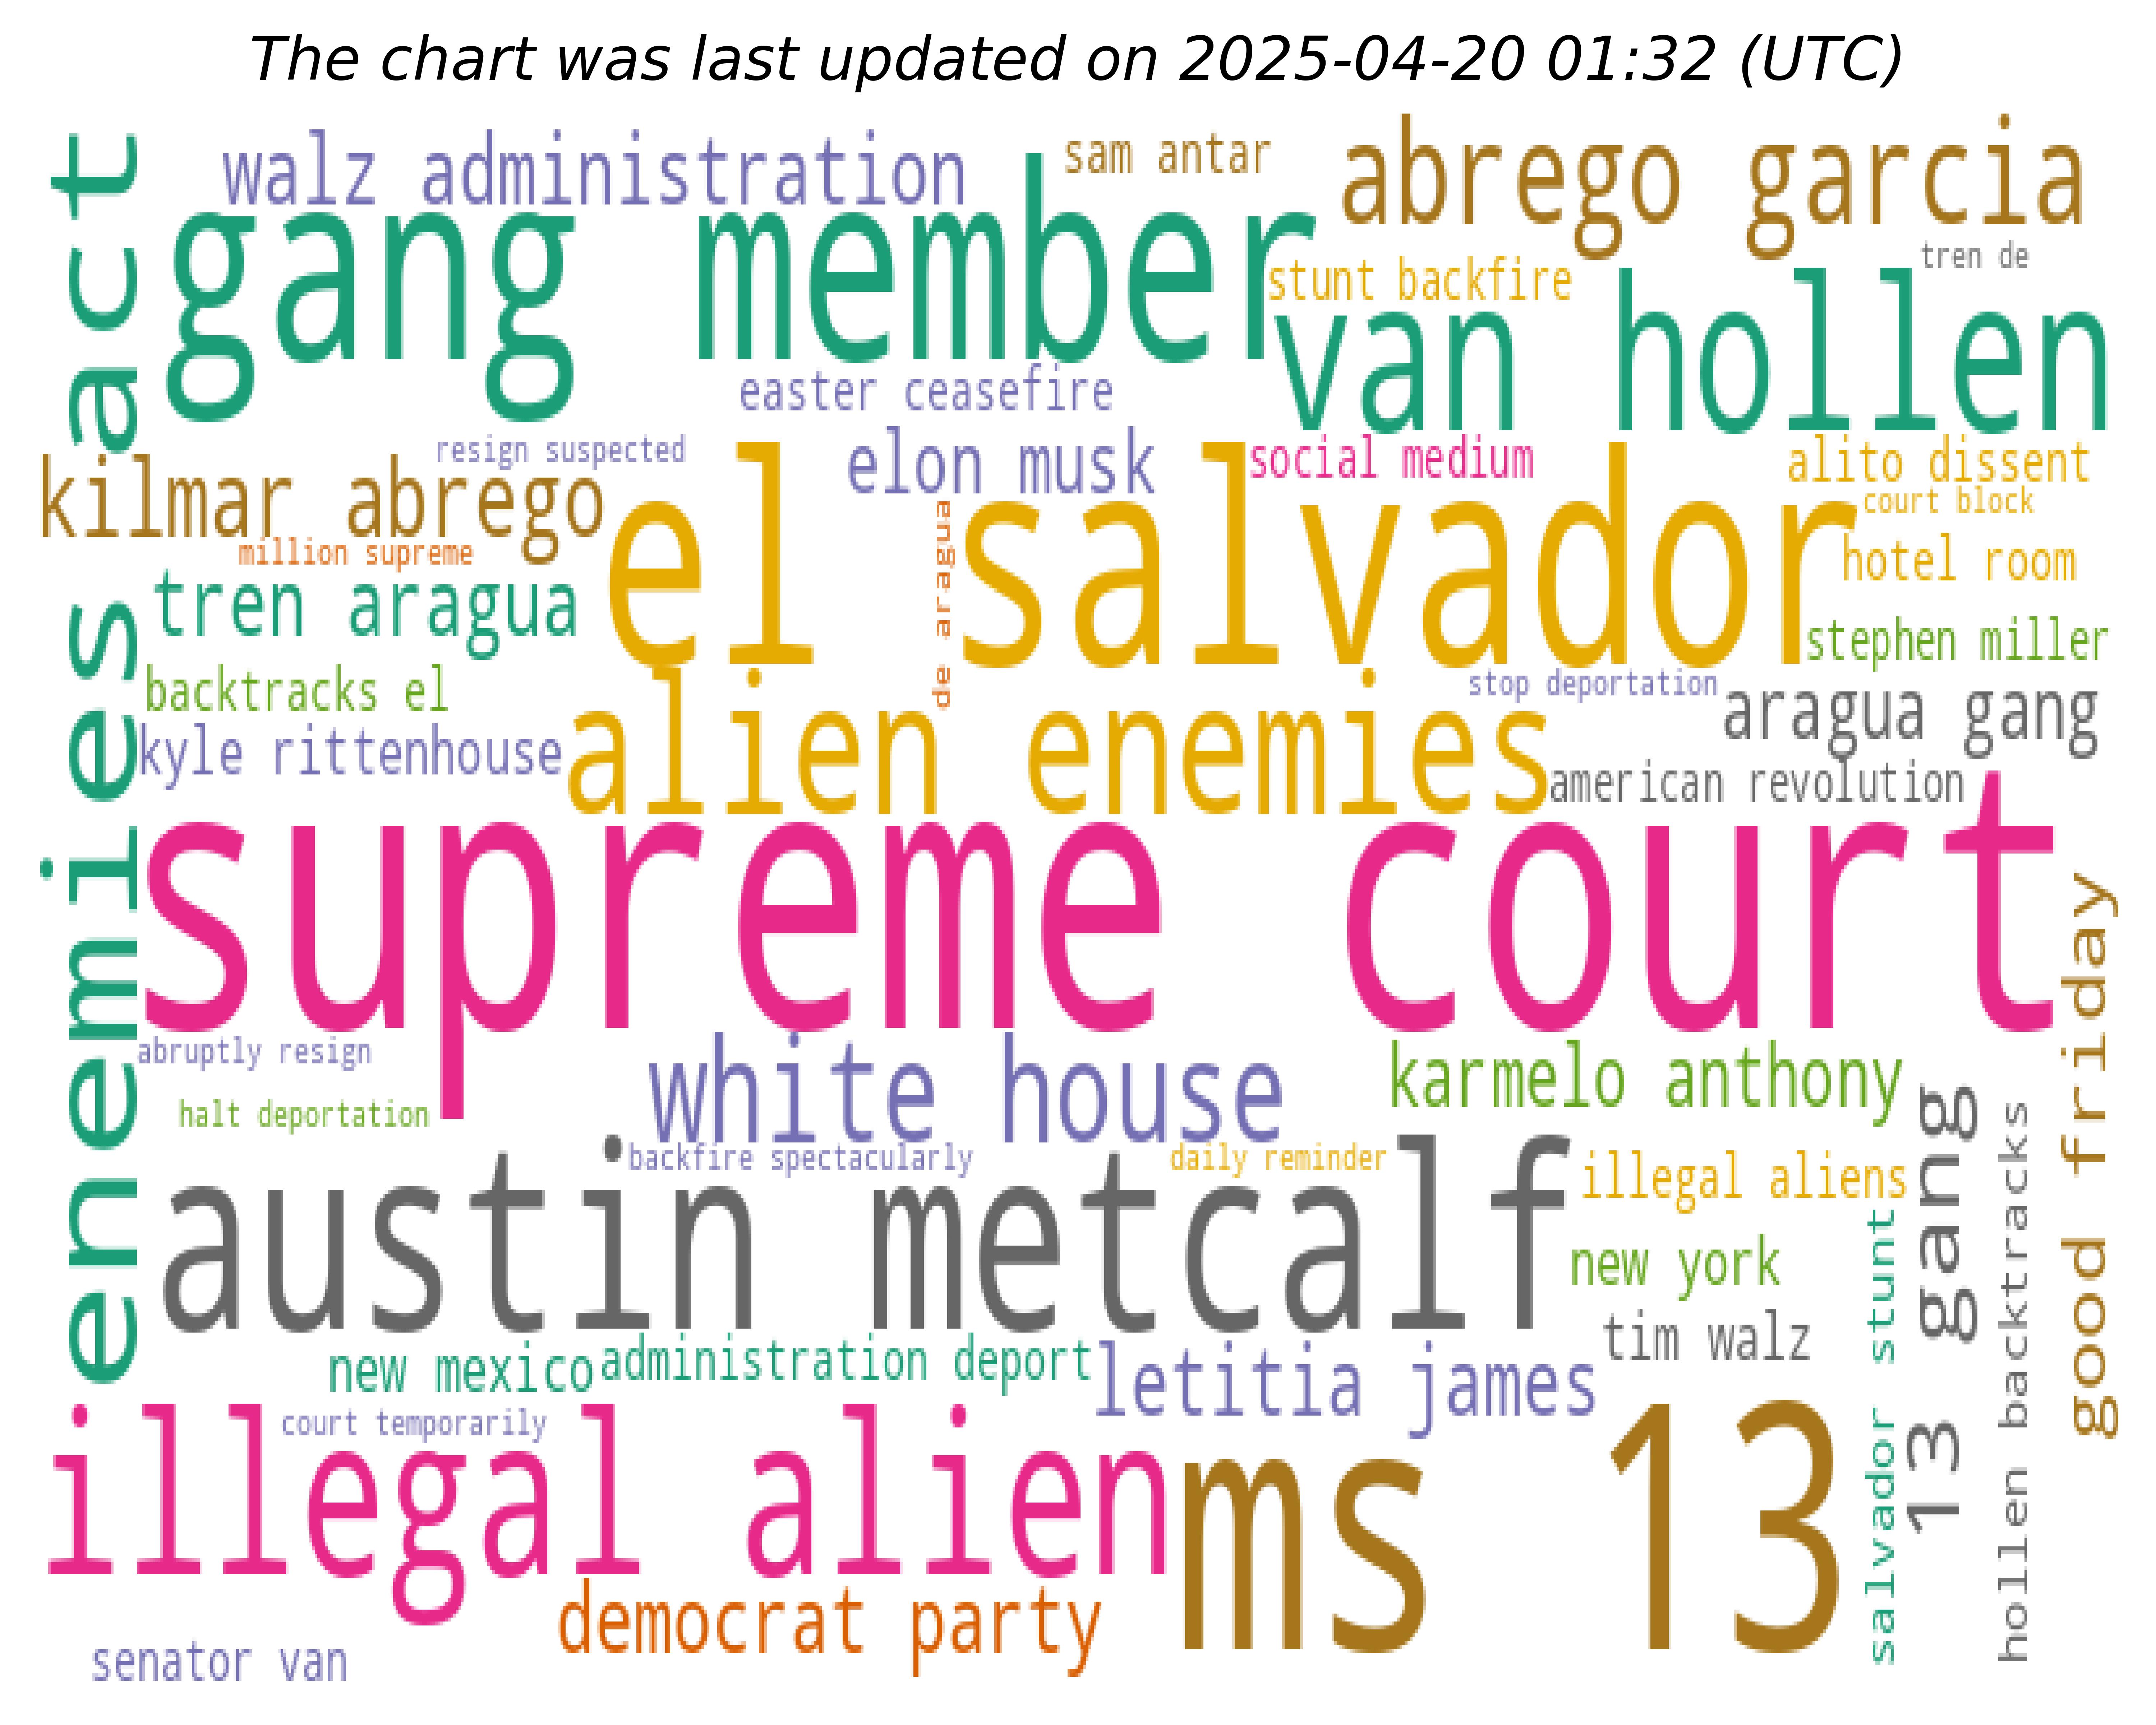 The chart was last updated on 2025-04-20 01:32 (UTC)
enemies act
walz administration
sam antar
abrego garcia
gang member
tren de
stunt backfire
van hollen
easter ceasefire
resign suspected
elon musk
social medium
alito dissent
kilmar abrego
el salvador
court block
million supreme
de aragua
hotel room
tren aragua
stephen miller
backtracks el
alien enemies
stop deportation
aragua gang
kyle rittenhouse
american revolution
supreme court
good friday
abruptly resign
white house
karmelo anthony
halt deportation
backfire spectacularly
daily reminder
austin metcalf
illegal aliens
13 gang
hollen backtracks
salvador stunt
new york
tim walz
new mexico
administration deport
letitia james
court temporarily
illegal alien
ms 13
democrat party
senator van